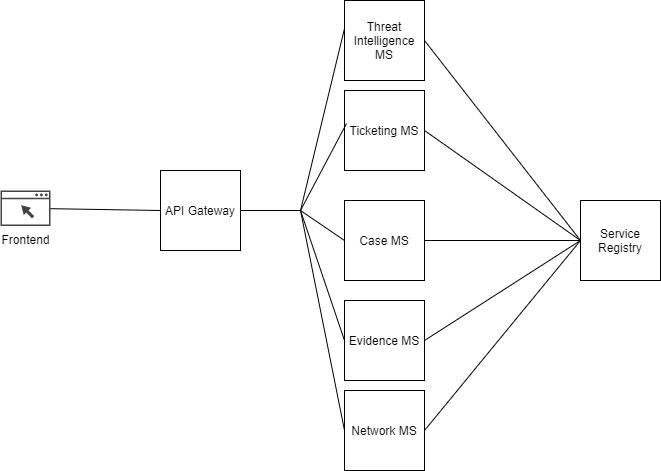 Frontend
API Gateway
Threat
Intelligence
MS
Ticketing MS
Case MS
Evidence MS
Network MS
Service
Registry